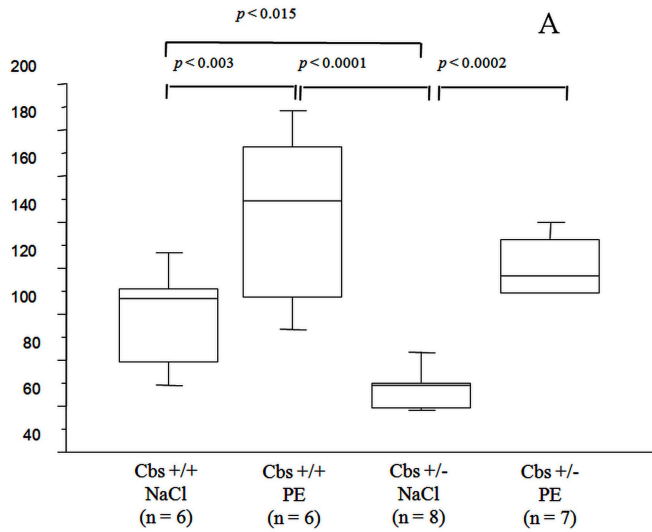 p < 0.015
A
p < 0.003 p < 0.0001 p < 0.0002
200
180
160
140
120
100
80
60
40
Cbs +/+ Cbs +/+ Cbs +/- Cbs +/-
NaCl PE NaCl PE
(n = 6) (n = 6) (n = 8) (n = 7)